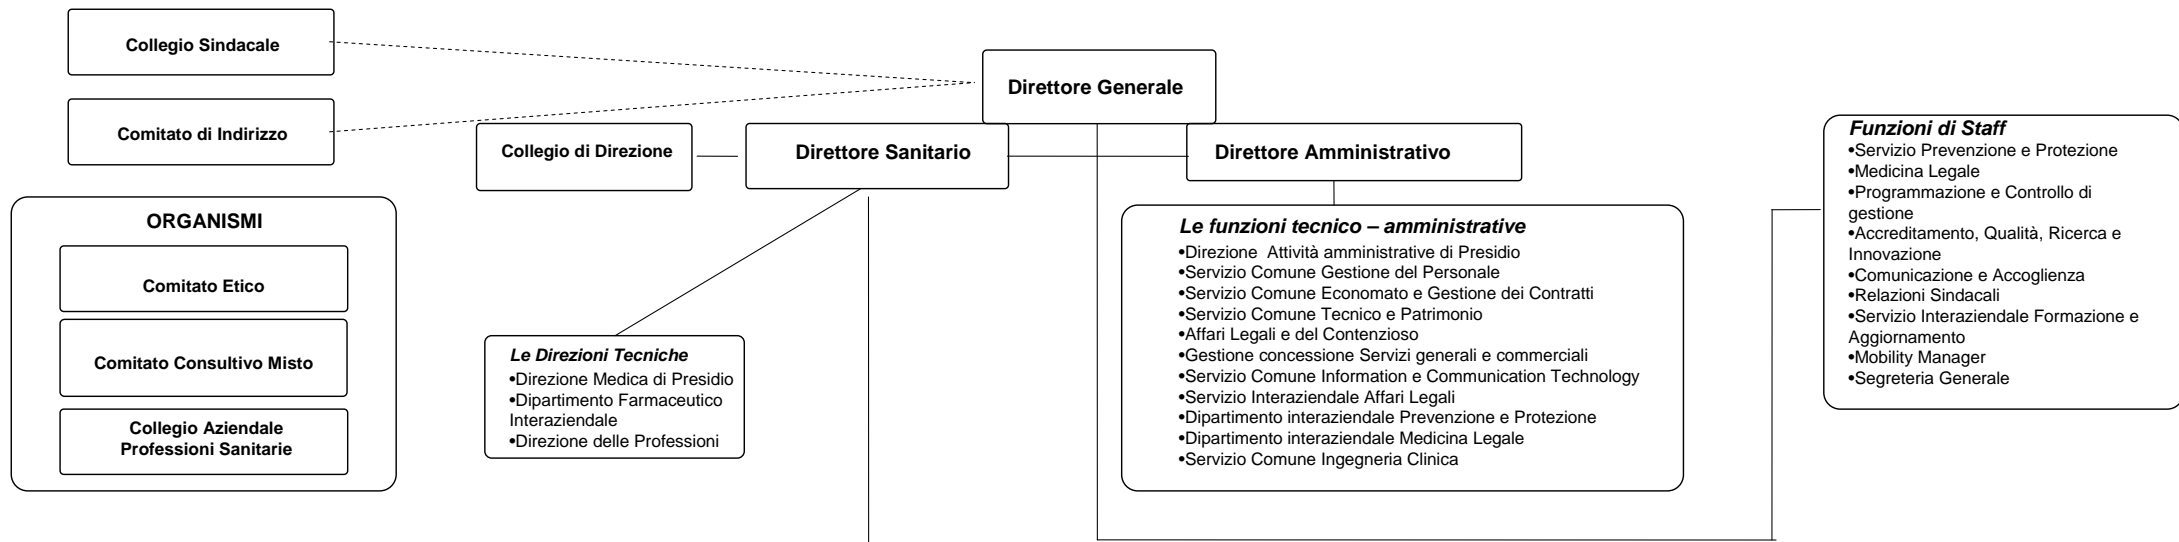 Collegio Sindacale
Comitato di Indirizzo
Direttore Generale
Collegio di Direzione
Direttore Sanitario
Direttore Amministrativo
ORGANISMI
Comitato Etico
Comitato Consultivo Misto
Collegio Aziendale
Professioni Sanitarie
Le Direzioni Tecniche
•Direzione Medica di Presidio
•Dipartimento Farmaceutico
Interaziendale
•Direzione delle Professioni
Le funzioni tecnico – amministrative
•Direzione Attività amministrative di Presidio
•Servizio Comune Gestione del Personale
•Servizio Comune Economato e Gestione dei Contratti
•Servizio Comune Tecnico e Patrimonio
•Affari Legali e del Contenzioso
•Gestione concessione Servizi generali e commerciali
•Servizio Comune Information e Communication Technology
•Servizio Interaziendale Affari Legali
•Dipartimento interaziendale Prevenzione e Protezione
•Dipartimento interaziendale Medicina Legale
•Servizio Comune Ingegneria Clinica
Funzioni di Staff
•Servizio Prevenzione e Protezione
•Medicina Legale
•Programmazione e Controllo di
gestione
•Accreditamento, Qualità, Ricerca e
Innovazione
•Comunicazione e Accoglienza
•Relazioni Sindacali
•Servizio Interaziendale Formazione e
Aggiornamento
•Mobility Manager
•Segreteria Generale